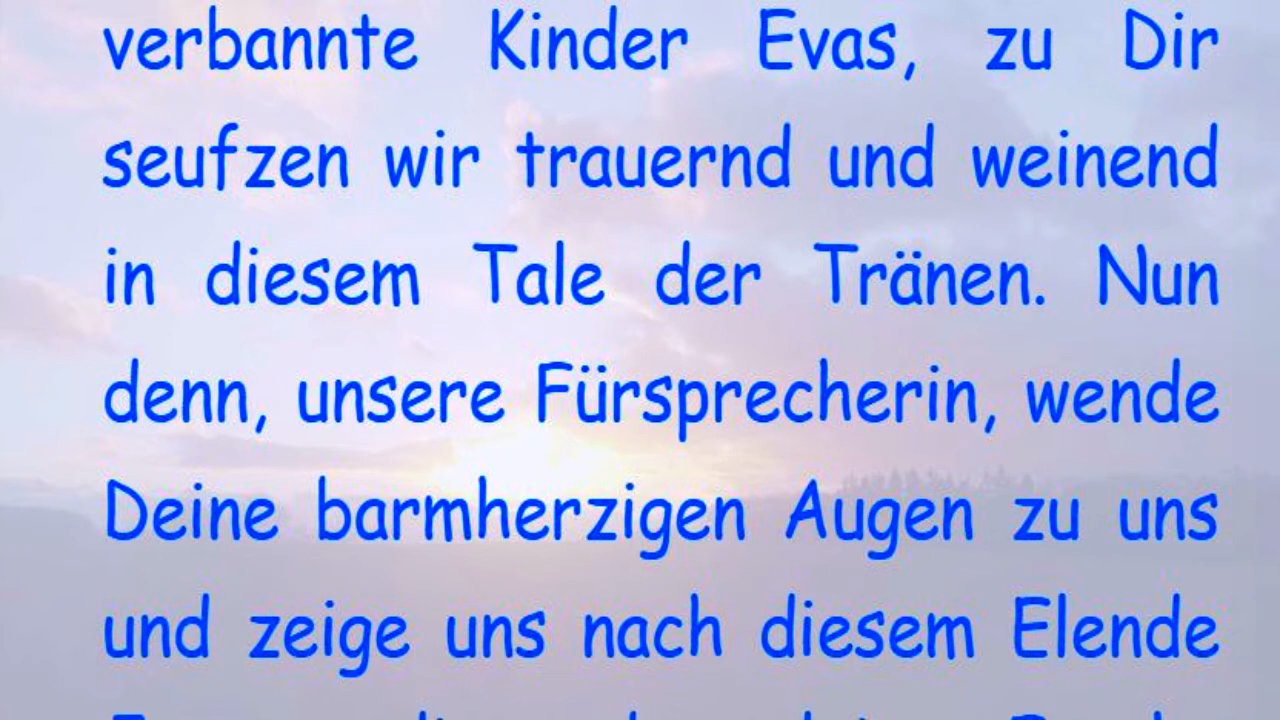 verbannte Kinder Evas, zu Dir
seufzen wir trauernd und weinend
in diesem Tale der Tränen. Nun
denn, unsere Fürsprecherin, wende
Deine barmherzigen Augen zu uns
und zeige uns nach diesem Elende